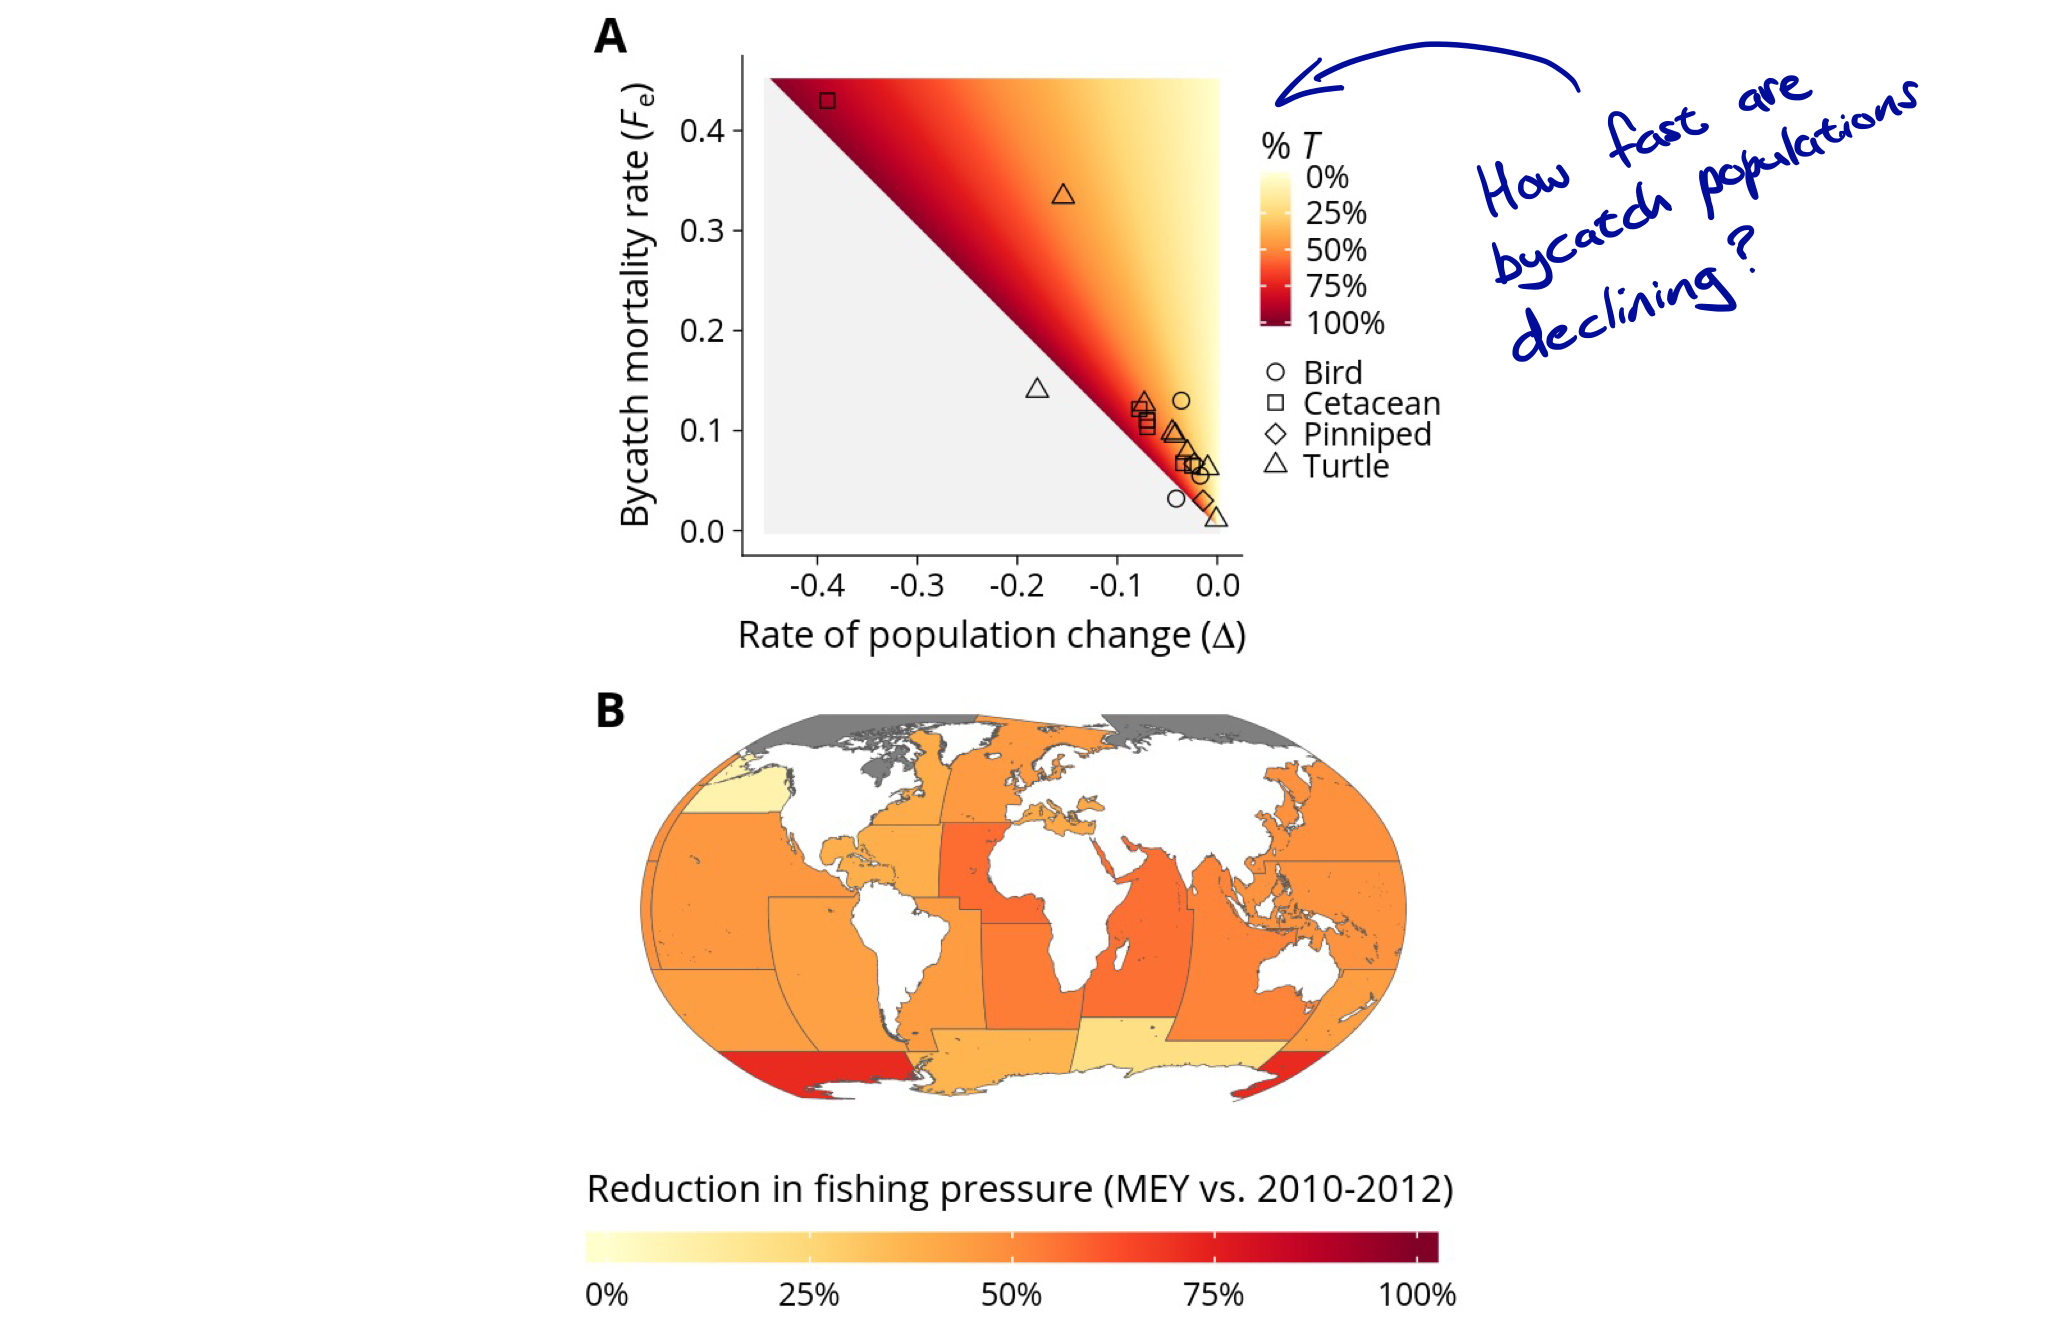 A
Bycatch mortality rate (Fe)
0.4
0.3
0.2
0.1
0.0
-0.4 -0.3 -0.2 -0.1 0.0
Rate of population change (Δ)
% T
0%
25%
50%
75%
100%
Bird
Cetacean
Pinniped
Turtle
How fast are
bycatch populations
declining?
B
Reduction in fishing pressure (MEY vs. 2010-2012)
0% 25% 50% 75% 100%